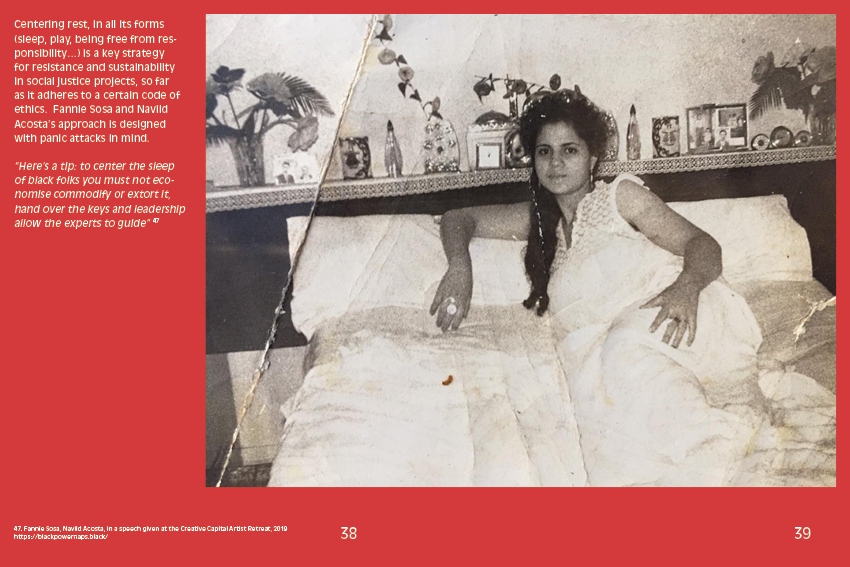 Centering rest, in all its forms
(sleep, play, being free from res-
ponsibility...) is a key strategy
for resistance and sustainability
in social justice projects, so far
as it adheres to a certain code of
ethics.  Fannie Sosa and Navild
Acosta's approach is designed
with panic attacks in mind.
"Here's a tip: to center the sleep
of black folks you must not eco-
nomise commodify or extort it,
hand over the keys and leadership
allow the experts to guide" 47
47. Fannie Sosa, Navild Acosta, in a speech given at the Creative Capital Artist Retreat, 2019
https://blackpowernaps.black/
38
39